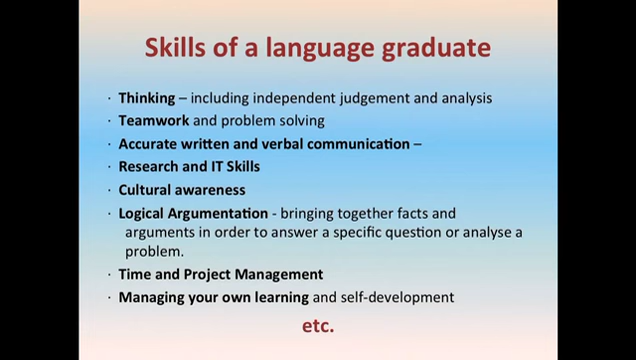 Skills of a language graduate
· Thinking – including independent judgement and analysis
· Teamwork and problem solving
· Accurate written and verbal communication –
· Research and IT Skills
· Cultural awareness
· Logical Argumentation - bringing together facts and
arguments in order to answer a specific question or analyse a
problem.
· Time and Project Management
· Managing your own learning and self-development
etc.